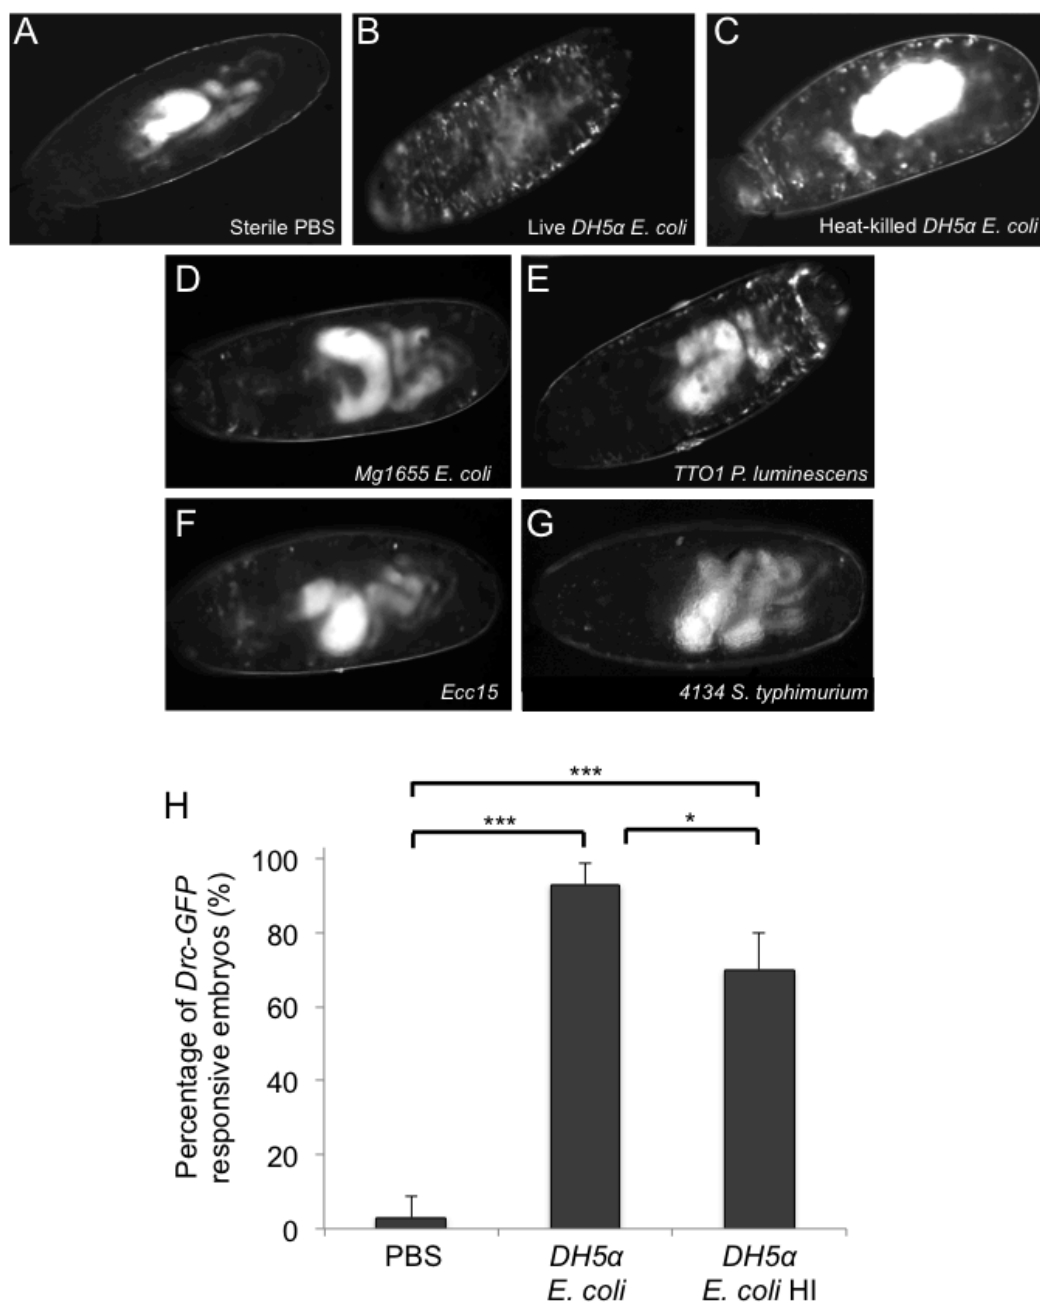 A
B
C
Sterile PBS
Live DH5α E. coli
Heat-killed DH5α E. coli
D
E
Mg1655 E. coli
TTO1 P. luminescens
F
G
Ecc15
4134 S. typhimurium
H
***
***
*
Percentage of Drc-GFP
responsive embryos (%)
100
80
60
40
20
0
PBS
DH5α
E. coli
DH5α
E. coli HI